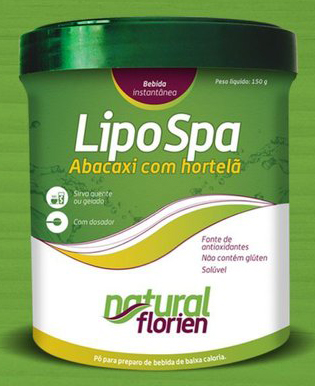 Bebida
instantânea
Peso líquido: 150 g
LipoSpa
Abacaxi com hortelã
Sirva quente
ou gelado
Com dosador
Fonte de
antioxidantes
Não contém glúten
Solúvel
natural
florien
Pó para preparo de bebida de baixa caloria.